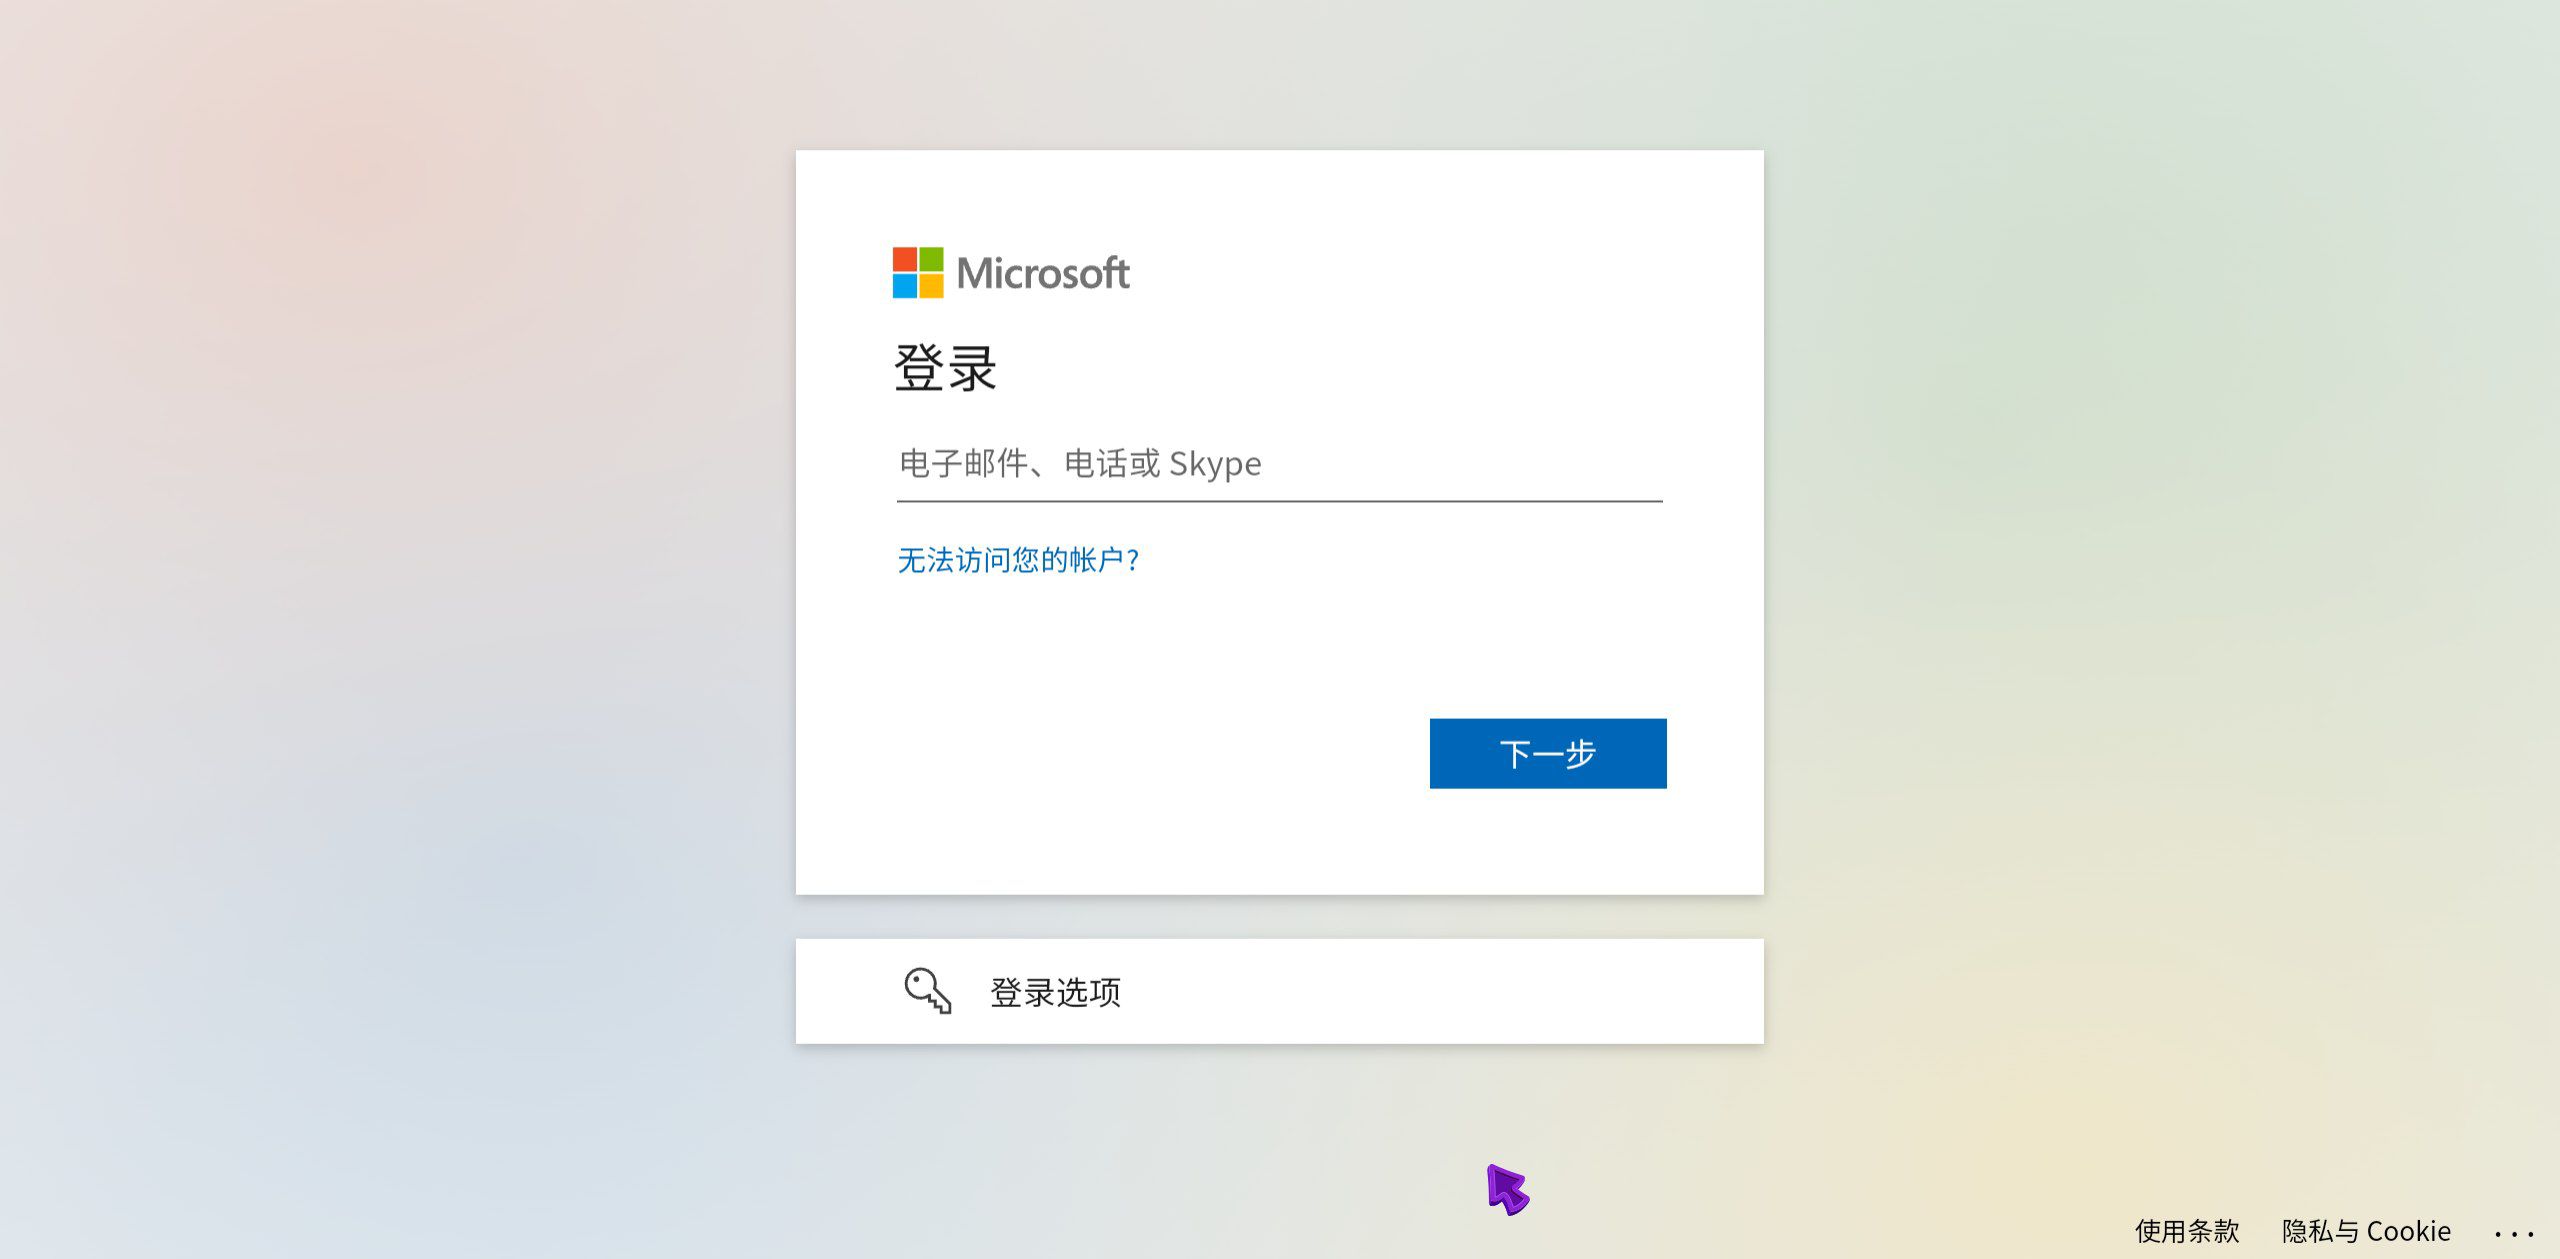 Microsoft
登录
电子邮件、电话或 Skype
无法访问您的帐户?
下一步
登录选项
使用条款 隐私与 Cookie ...